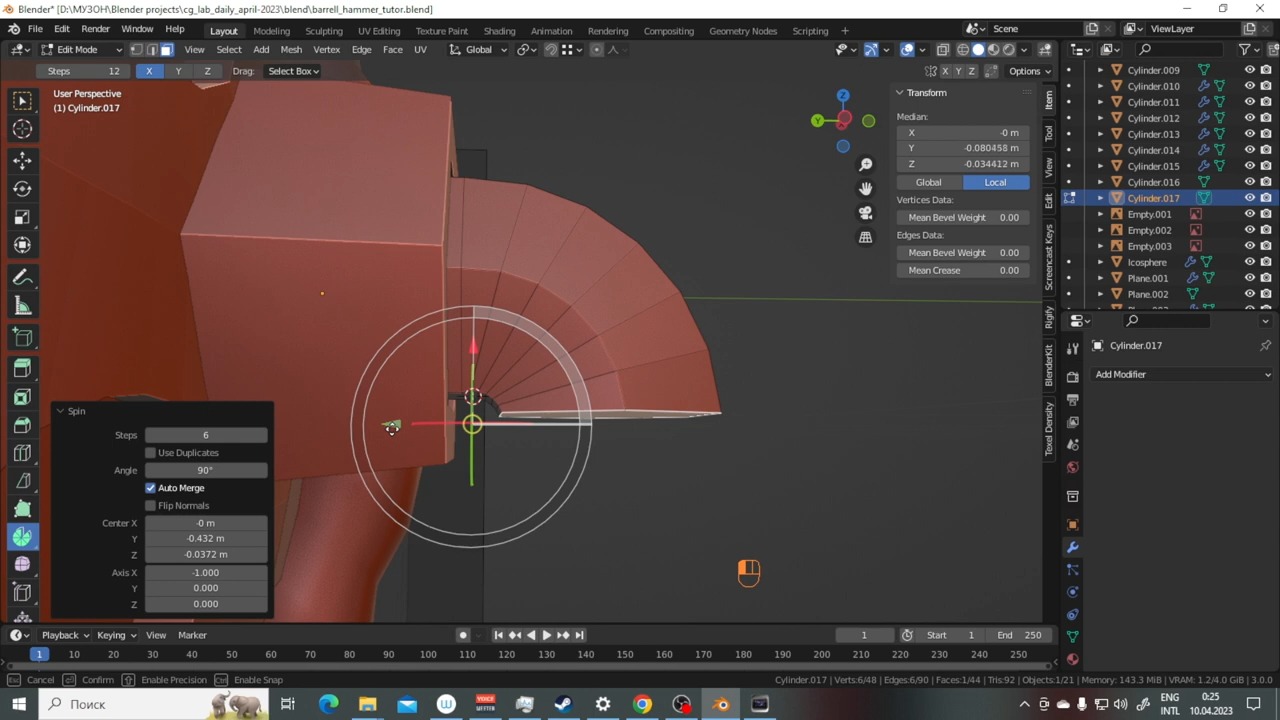 Blender* [D:\МУЗОН\Blender projects\cg_lab_daily_april-2023\blend\barrell_hammer_tutor.blend]
File Edit Render Window Help Layout Modeling Sculpting UV Editing Texture Paint Shading Animation Rendering Compositing Geometry Nodes Scripting + Scene ViewLayer
Edit Mode View Select Add Mesh Vertex Edge Face UV Global
Steps 12 X Y Z Drag: Select Box X Y Z Options
User Perspective
(1) Cylinder.017
Z
Y
Transform
Median:
X -0 m
Y -0.080458 m
Z -0.034412 m
Global Local
Vertices Data:
Mean Bevel Weight 0.00
Edges Data:
Mean Bevel Weight 0.00
Mean Crease 0.00
Item
Tool
View
Edit
Screencast Keys
Rigify
BlenderKit
Texel Density
Cylinder.009
Cylinder.010
Cylinder.011
Cylinder.012
Cylinder.013
Cylinder.014
Cylinder.015
Cylinder.016
Cylinder.017
Empty.001
Empty.002
Empty.003
Icosphere
Plane.001
Plane.002
Cylinder.017
Add Modifier
Spin
Steps 6
Use Duplicates
Angle 90°
Auto Merge
Flip Normals
Center X -0 m
Y -0.432 m
Z -0.0372 m
Axis X -1.000
Y 0.000
Z 0.000
Playback Keying View Marker 1 Start 1 End 250
1 10 20 30 40 50 60 70 80 90 100 110 120 130 140 150 160 170 180 190 200 210 220 230 240 250
Esc Cancel Confirm Enable Precision Ctrl Enable Snap Cylinder.017 | Verts:6/48 | Edges:6/90 | Faces:1/44 | Tris:92 | Objects:1/21 | Memory: 143.3 MiB | VRAM: 1.2/4.0 GiB | 3.0.0
Поиск
ENG
INTL
0:25
10.04.2023